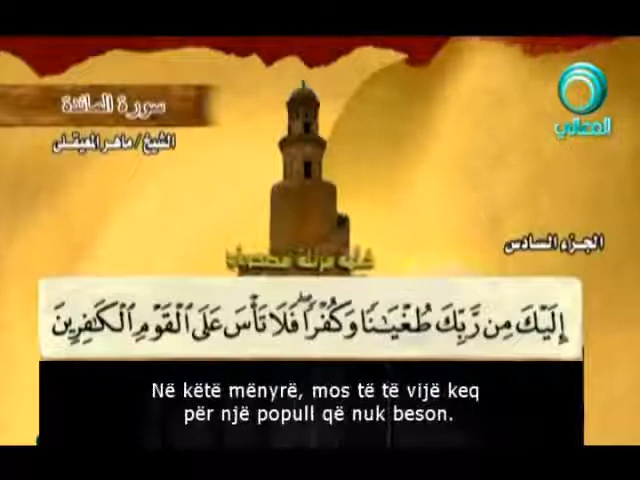 سورة المائدة
الشيخ / ماهر المعيقلي
المجالي
الجزء السادس
إِلَيْكَ مِن رَّبِّكَ طُغْيَٰنًا وَكُفْرًا ۖ فَلَا تَأْسَ عَلَى ٱلْقَوْمِ ٱلْكَٰفِرِينَ
Në këtë mënyrë, mos të të vijë keq
për një popull që nuk beson.